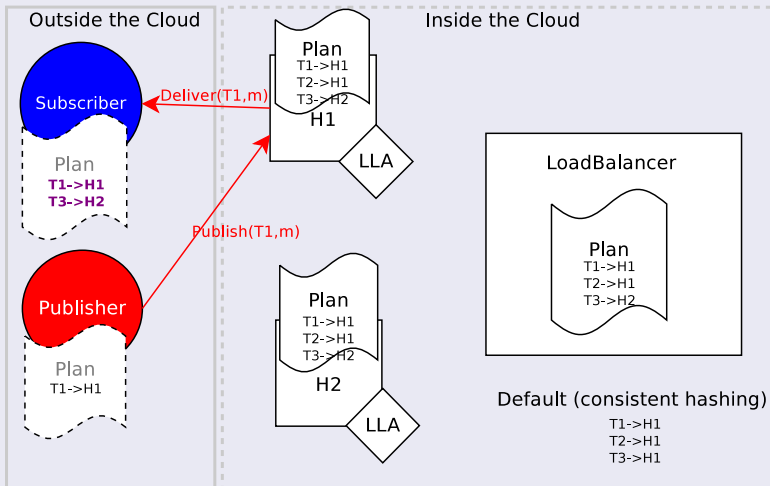 Outside the Cloud
Inside the Cloud
Subscriber
Plan
T1->H1
T3->H2
Deliver(T1,m)
Plan
T1->H1
T2->H1
T3->H2
H1
LLA
Publish(T1,m)
Publisher
Plan
T1->H1
Plan
T1->H1
T2->H1
T3->H2
H2
LLA
LoadBalancer
Plan
T1->H1
T2->H1
T3->H2
Default (consistent hashing)
T1->H1
T2->H1
T3->H1